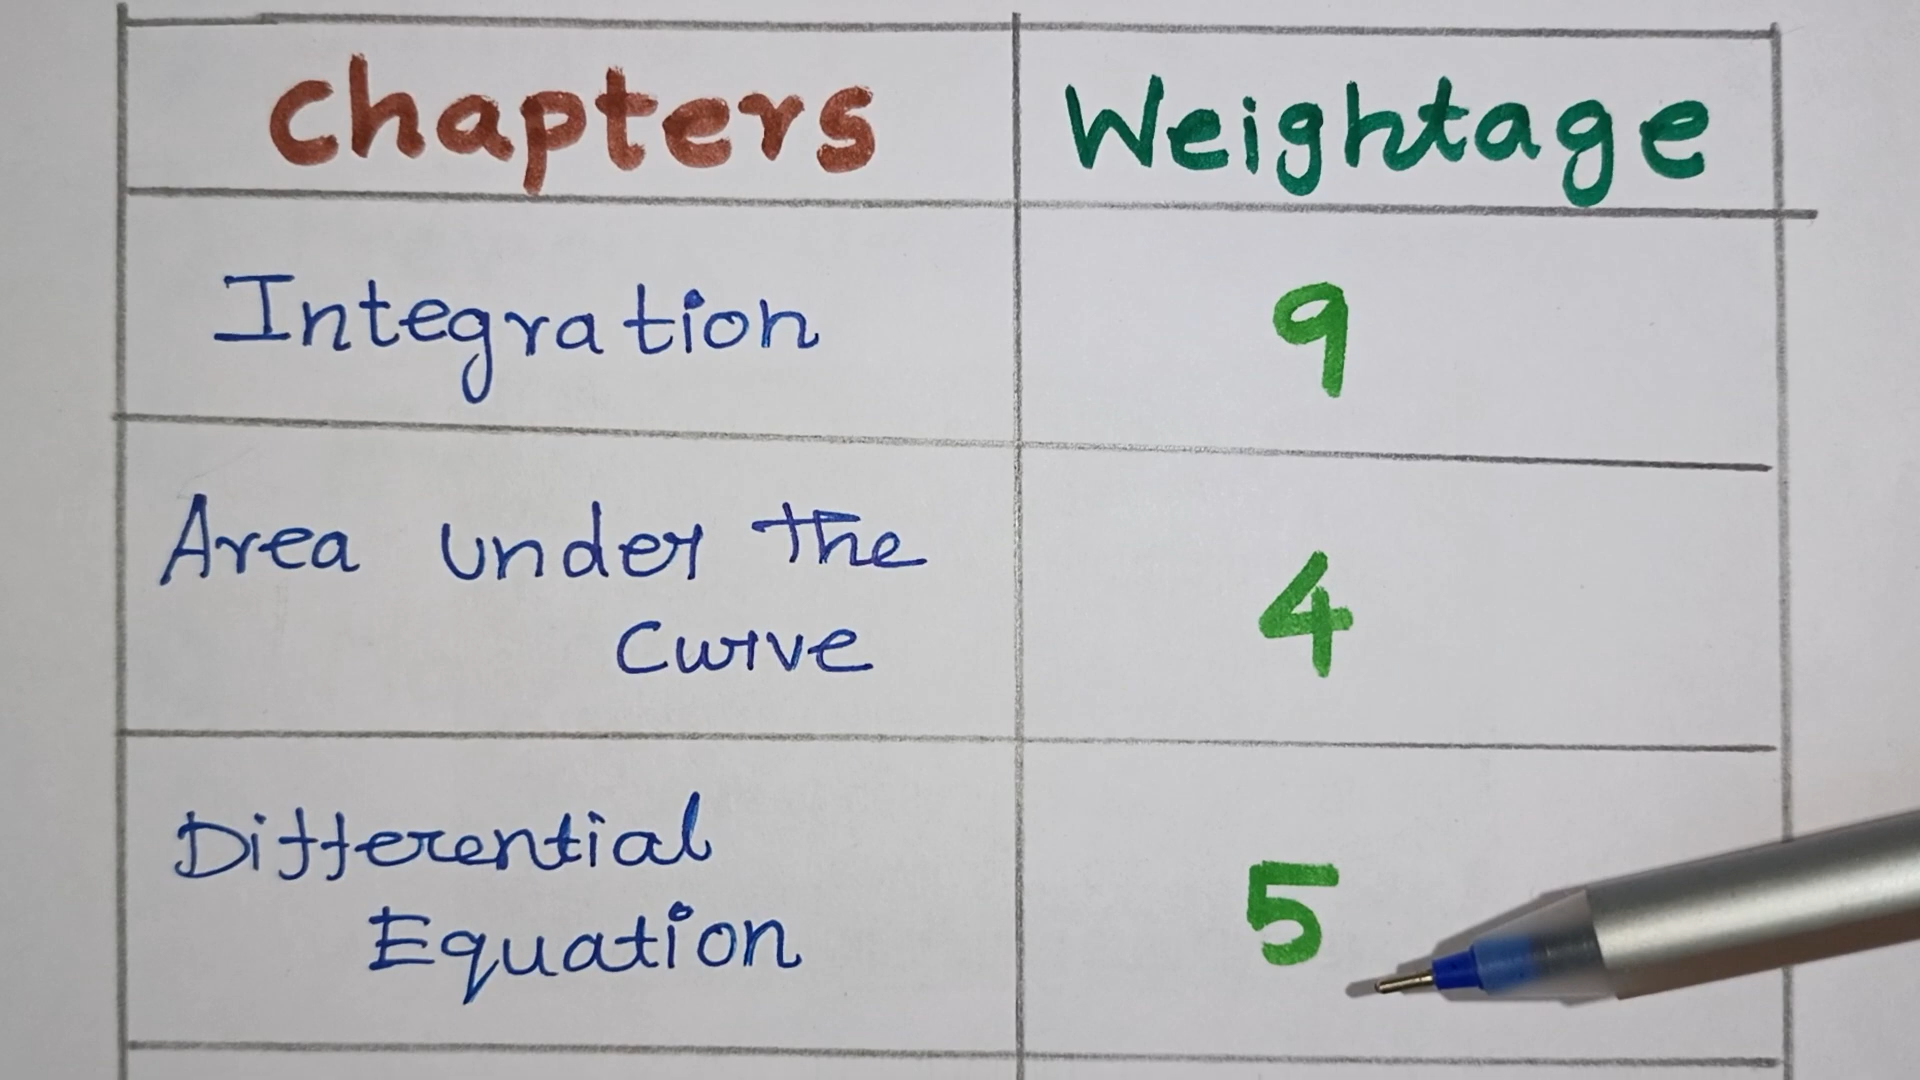 Chapters Weightage
Integration 9
Area under the
Curve 4
Differential
Equation 5